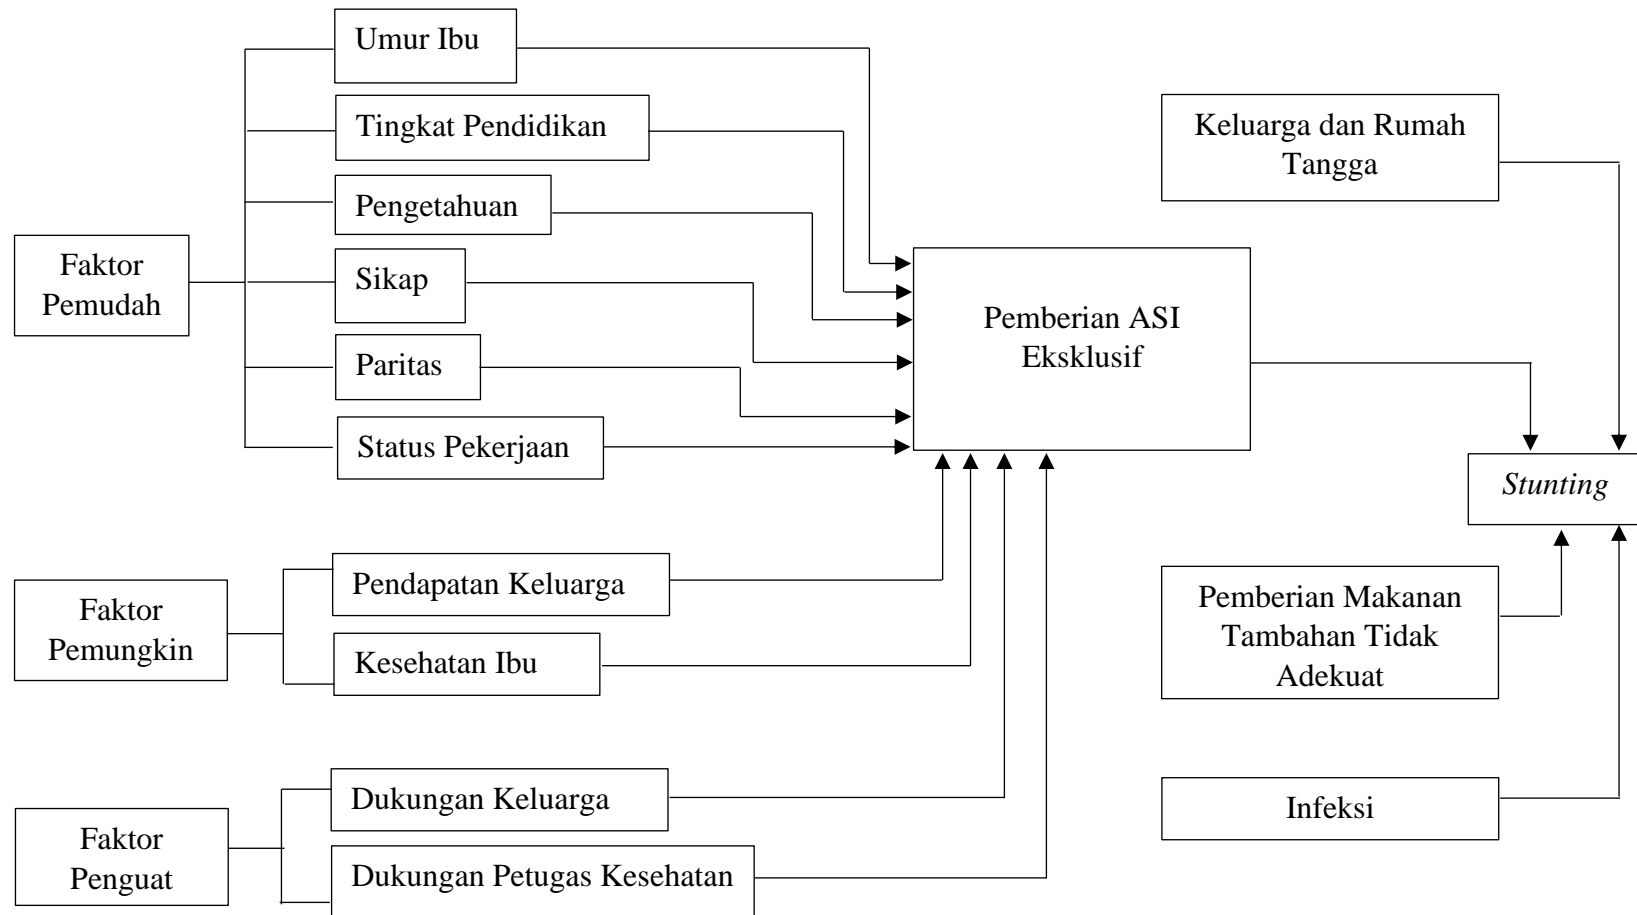 Umur Ibu
Tingkat Pendidikan
Pengetahuan
Sikap
Paritas
Status Pekerjaan
Faktor
Pemudah
Pemberian ASI
Eksklusif
Keluarga dan Rumah
Tangga
Stunting
Faktor
Pemungkin
Pendapatan Keluarga
Kesehatan Ibu
Pemberian Makanan
Tambahan Tidak
Adekuat
Faktor
Penguat
Dukungan Keluarga
Dukungan Petugas Kesehatan
Infeksi